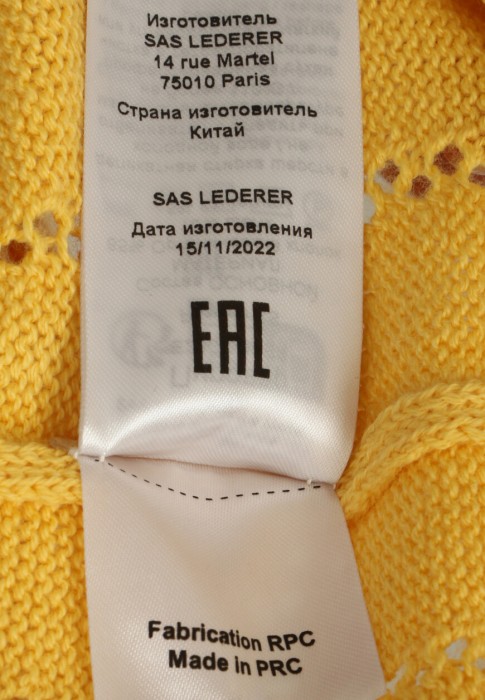 Изготовитель
SAS LEDERER
14 rue Martel
75010 Paris
Страна изготовитель
Китай
SAS LEDERER
Дата изготовления
15/11/2022
EAC
Fabrication RPC
Made in PRC